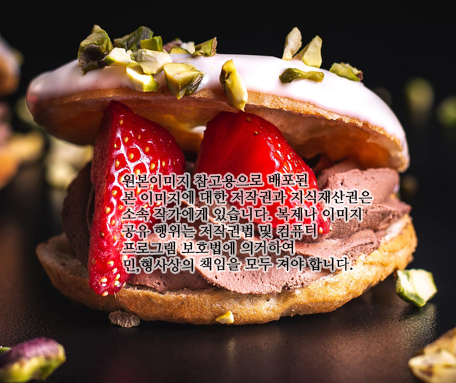 원본이미지 참고용으로 배포된
본 이미지에 대한 저작권과 지식재산권은
소속 작가에게 있습니다. 복제나 이미지
공유 행위는 저작권법 및 컴퓨터
프로그램 보호법에 의거하여
민,형사상의 책임을 모두 져야 합니다.